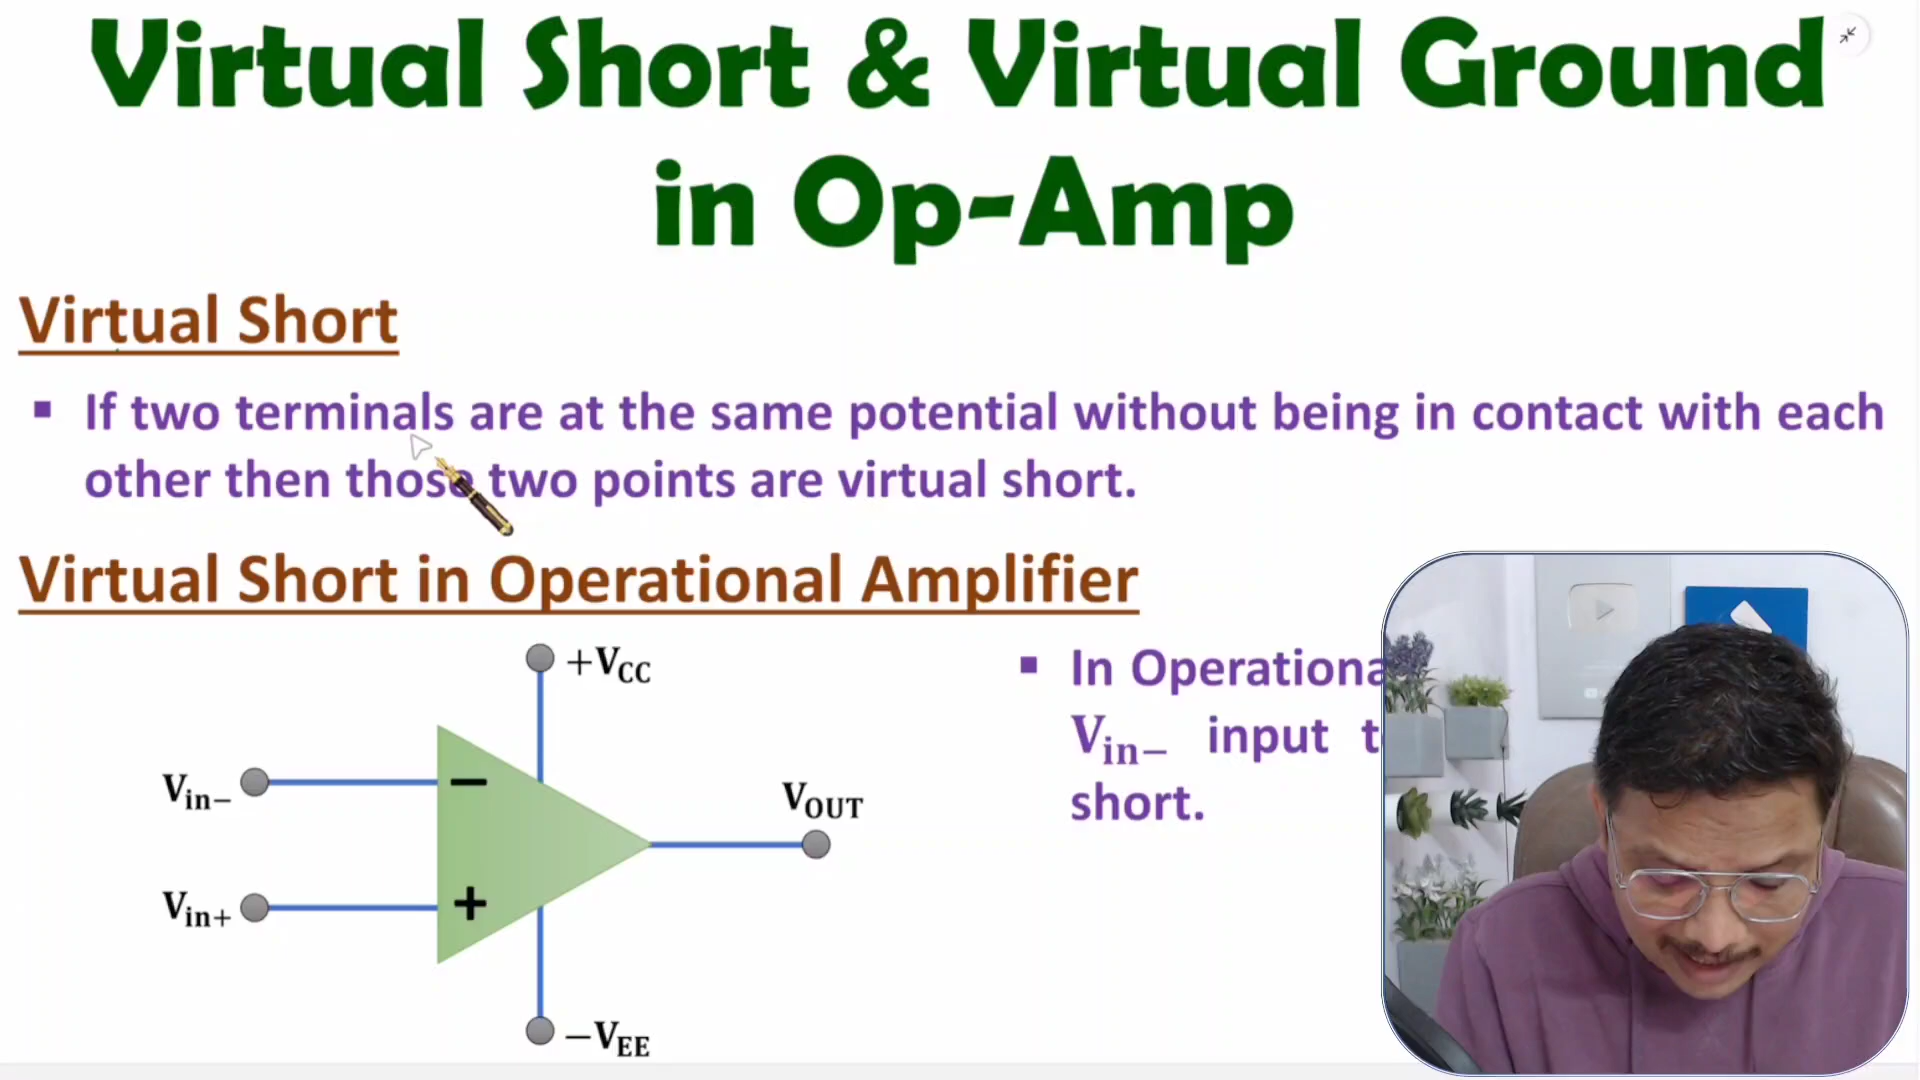 Virtual Short & Virtual Ground
in Op-Amp
Virtual Short
▪ If two terminals are at the same potential without being in contact with each
other then those two points are virtual short.
Virtual Short in Operational Amplifier
+VCC
▪ In Operationa
Vin− input t
short.
Vin−
−
VOUT
Vin+
+
−VEE